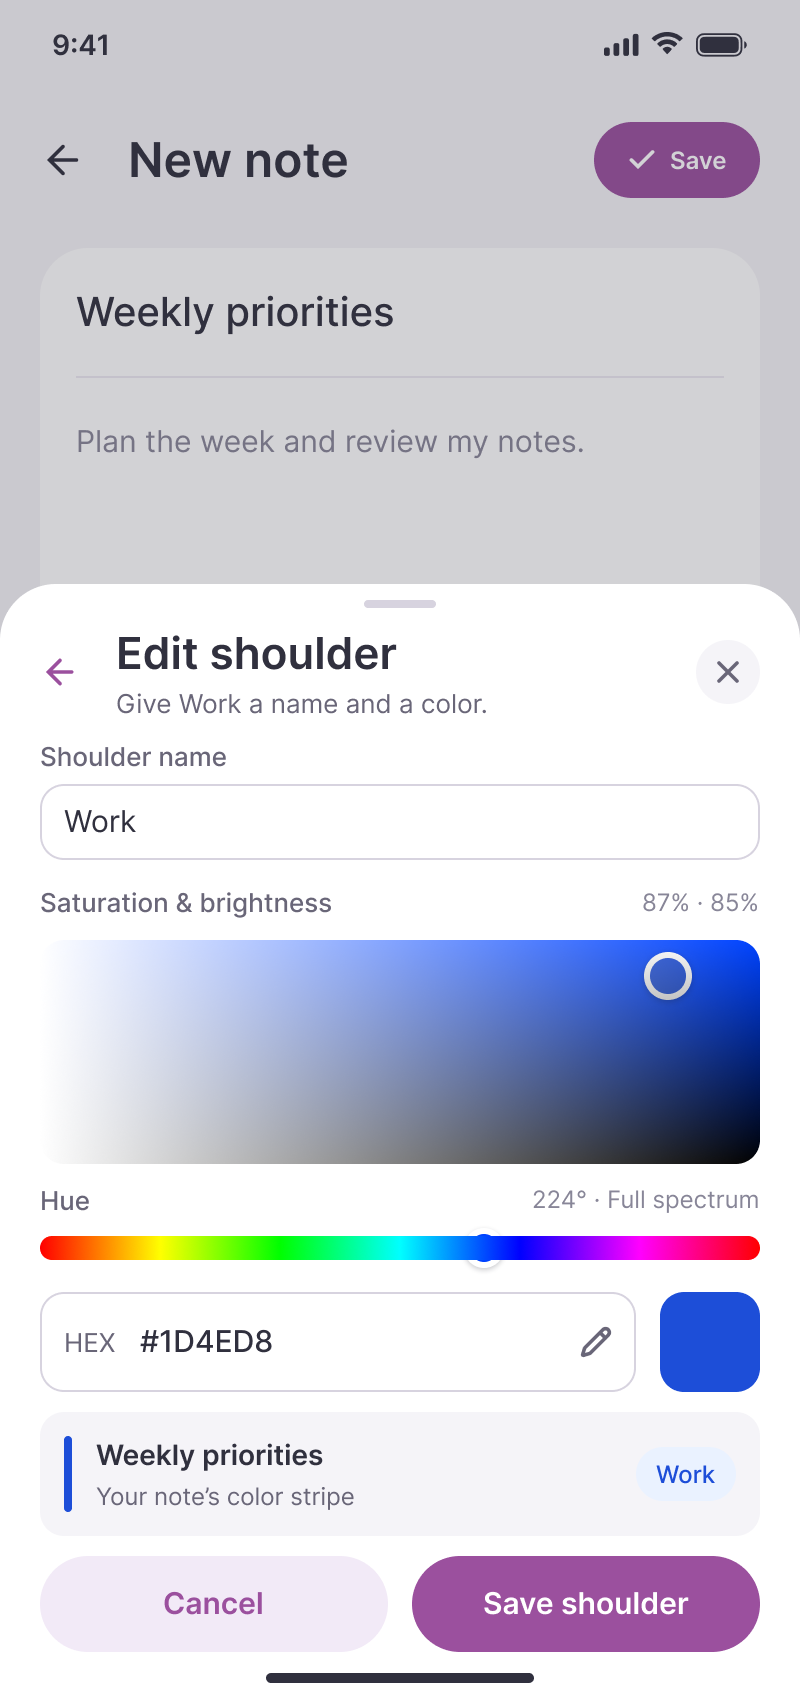 9:41
New note
Save
Weekly priorities
Plan the week and review my notes.
Edit shoulder
Give Work a name and a color.
Shoulder name
Work
Saturation & brightness
87% · 85%
Hue
224° · Full spectrum
HEX #1D4ED8
Weekly priorities
Your note’s color stripe
Work
Cancel
Save shoulder